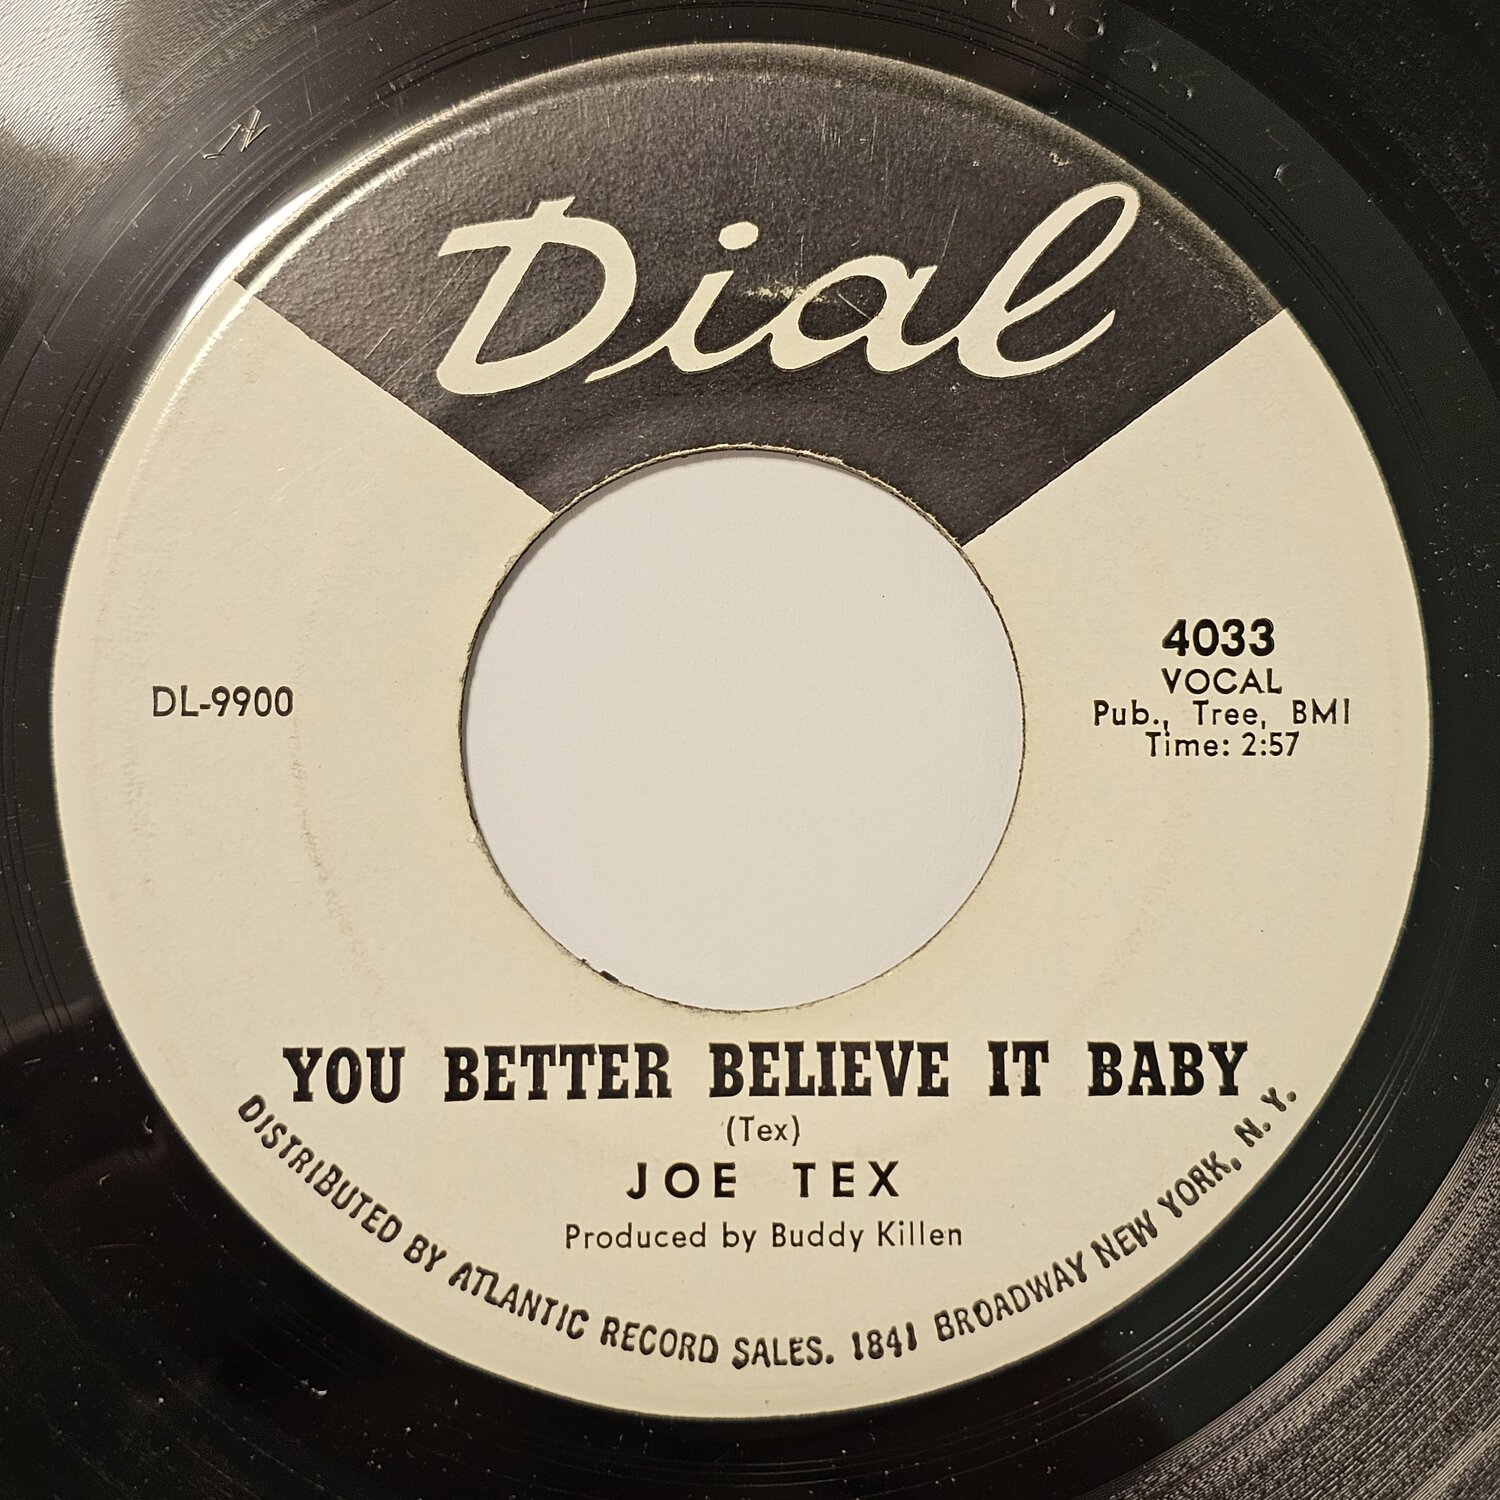 Dial
DL-9900
4033
VOCAL
Pub., Tree, BMI
Time: 2:57
YOU BETTER BELIEVE IT BABY
(Tex)
JOE TEX
Produced by Buddy Killen
DISTRIBUTED BY ATLANTIC RECORD SALES. 1841 BROADWAY NEW YORK, N. Y.